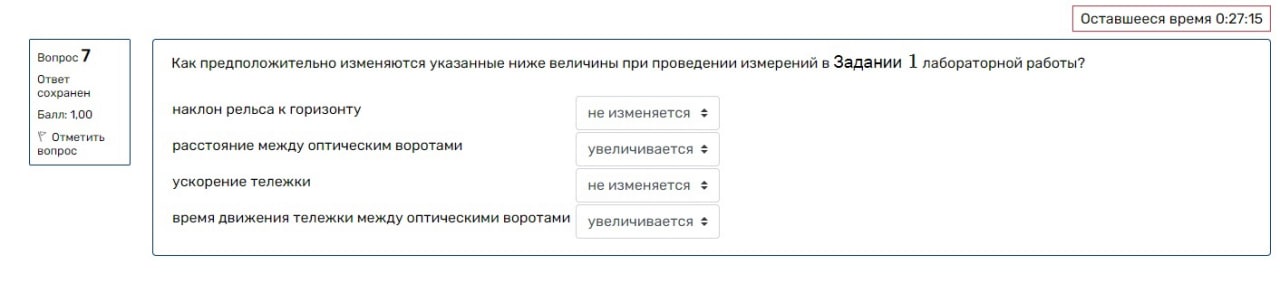 Оставшееся время 0:27:15
Вопрос 7
Ответ
сохранен
Балл: 1,00
Отметить
вопрос
Как предположительно изменяются указанные ниже величины при проведении измерений в Задании 1 лабораторной работы?
наклон рельса к горизонту
не изменяется
расстояние между оптическим воротами
увеличивается
ускорение тележки
не изменяется
время движения тележки между оптическими воротами
увеличивается